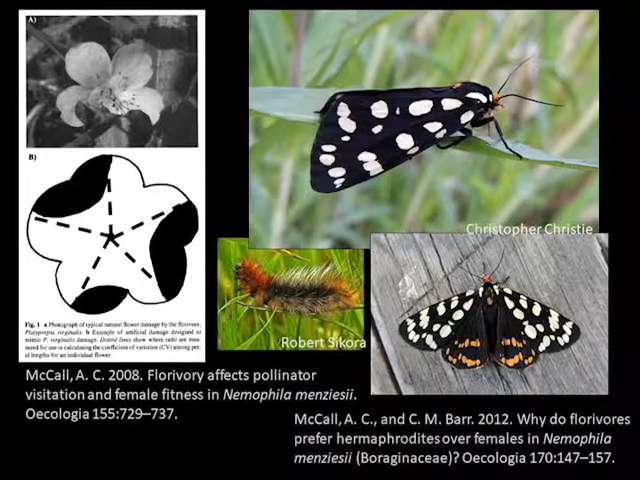 A)
B)
Fig. 1 a Photograph of typical natural flower damage by the florivore,
Platyprepia virginalis. b Example of artificial damage designed to
mimic P. virginalis damage. Dotted lines show where radii are mea-
sured for use in calculating the coefficient of variation (CV) among pet-
al lengths for an individual flower
Christopher Christie
Robert Sikora
McCall, A. C. 2008. Florivory affects pollinator
visitation and female fitness in Nemophila menziesii.
Oecologia 155:729–737.
McCall, A. C., and C. M. Barr. 2012. Why do florivores
prefer hermaphrodites over females in Nemophila
menziesii (Boraginaceae)? Oecologia 170:147–157.